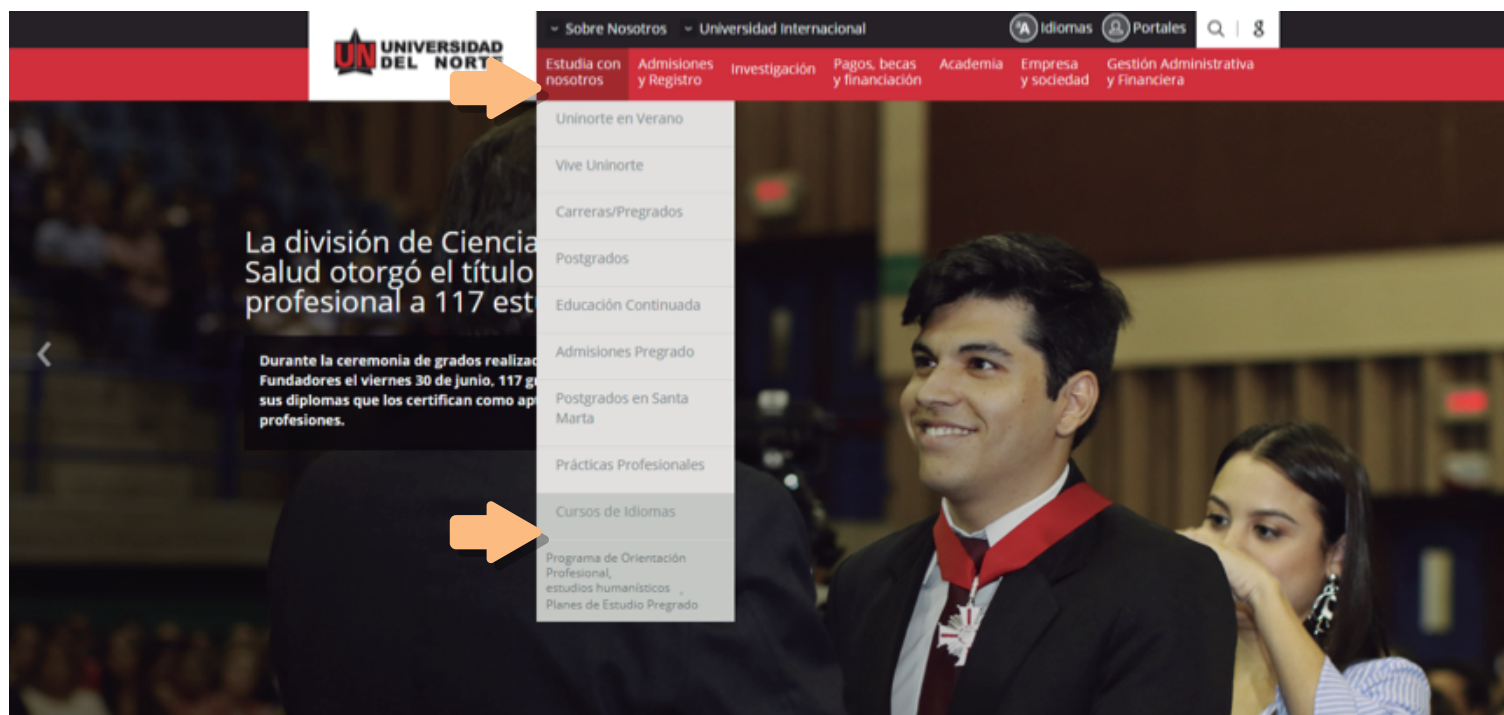 UN UNIVERSIDAD
DEL NORTE
Sobre Nosotros Universidad Internacional Idiomas Portales
Estudia con nosotros
Admisiones y Registro
Investigación
Pagos, becas y financiación
Academia
Empresa y sociedad
Gestión Administrativa y Financiera
Uninorte en Verano
Vive Uninorte
Carreras/Pregrados
Postgrados
Educación Continuada
Admisiones Pregrado
Postgrados en Santa
Marta
Prácticas Profesionales
Cursos de Idiomas
Programa de Orientación
Profesional,
estudios humanísticos ,
Planes de Estudio Pregrado
La división de Ciencia
Salud otorgó el título
profesional a 117 est
Durante la ceremonia de grados realizad
Fundadores el viernes 30 de junio, 117 g
sus diplomas que los certifican como ap
profesiones.